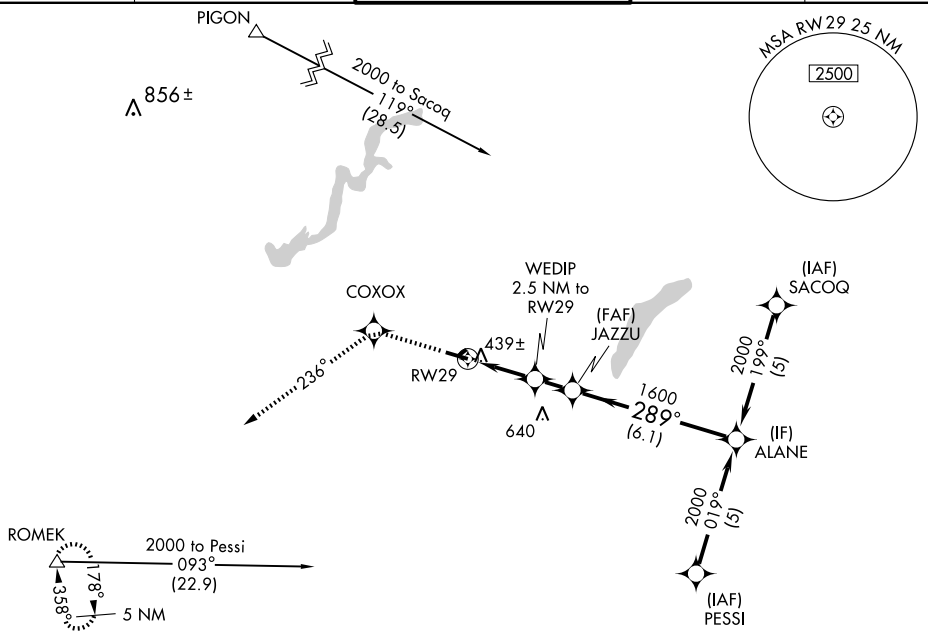 PIGON
2000 to Sacoq
119°
(28.5)
856±
MSA RW29 25 NM
2500
WEDIP
2.5 NM to
RW29
(FAF)
JAZZU
(IAF)
SACOQ
COXOX
439±
RW29
236°
640
1600
289°
(6.1)
2000
199°
(5)
(IF)
ALANE
2000
019°
(5)
(IAF)
PESSI
ROMEK
2000 to Pessi
093°
(22.9)
178°
358°
5 NM